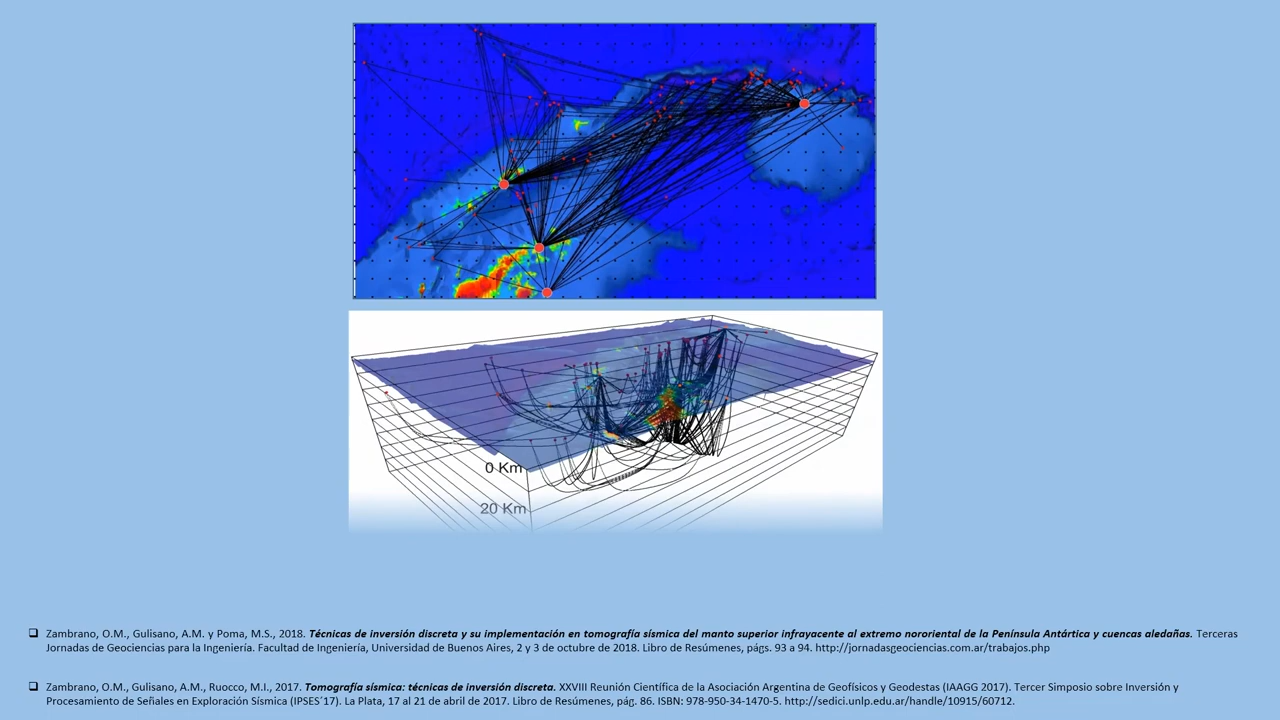 0 Km
20 Km
Zambrano, O.M., Gulisano, A.M. y Poma, M.S., 2018. Técnicas de inversión discreta y su implementación en tomografía sísmica del manto superior infrayacente al extremo nororiental de la Península Antártica y cuencas aledañas. Terceras
Jornadas de Geociencias para la Ingeniería. Facultad de Ingeniería, Universidad de Buenos Aires, 2 y 3 de octubre de 2018. Libro de Resúmenes, págs. 93 a 94. http://jornadasgeociencias.com.ar/trabajos.php
Zambrano, O.M., Gulisano, A.M., Ruocco, M.I., 2017. Tomografía sísmica: técnicas de inversión discreta. XXVIII Reunión Científica de la Asociación Argentina de Geofísicos y Geodestas (IAAGG 2017). Tercer Simposio sobre Inversión y
Procesamiento de Señales en Exploración Sísmica (IPSES´17). La Plata, 17 al 21 de abril de 2017. Libro de Resúmenes, pág. 86. ISBN: 978-950-34-1470-5. http://sedici.unlp.edu.ar/handle/10915/60712.